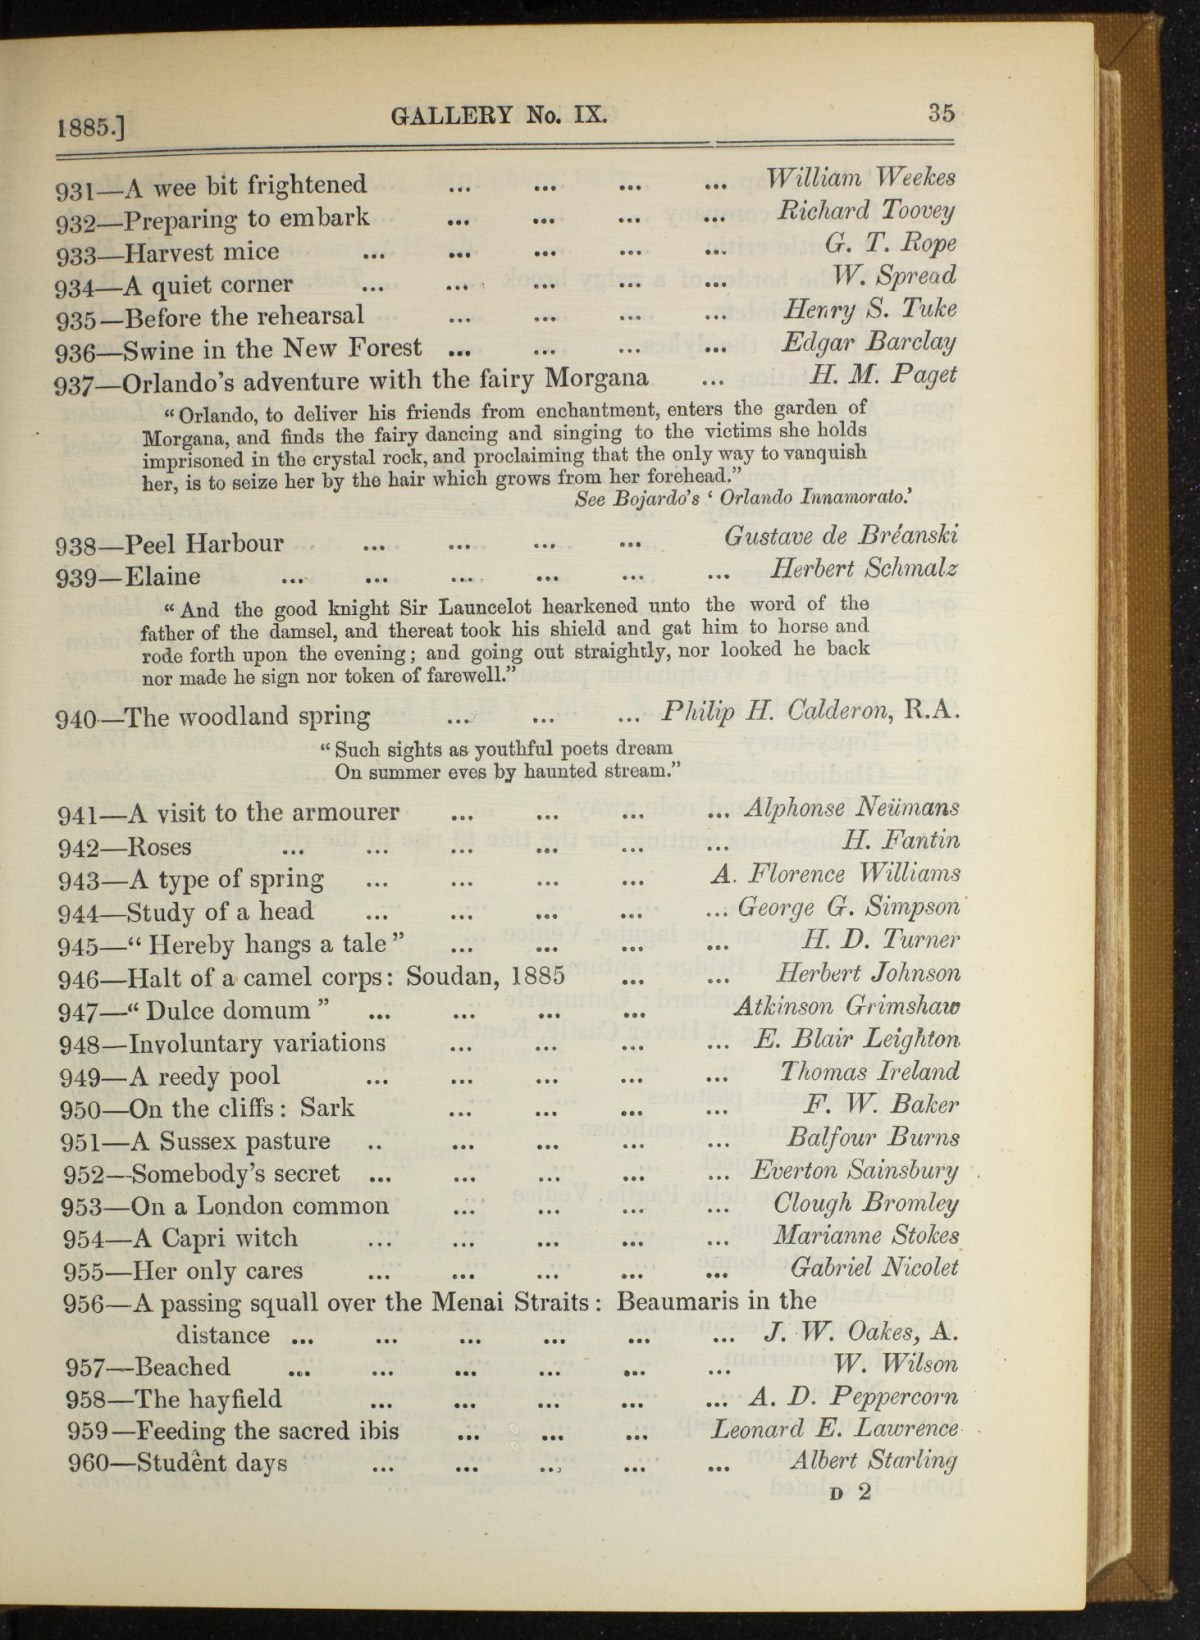 1885.] GALLERY No. IX. 35
931—A wee bit frightened ... ... ... ... William Weekes
932—Preparing to embark ... ... ... ... Richard Toovey
933—Harvest mice ... ... ... ... ... G. T. Rope
934—A quiet corner ... ... ... ... ... W. Spread
935—Before the rehearsal ... ... ... ... Henry S. Tuke
936—Swine in the New Forest ... ... ... ... Edgar Barclay
937—Orlando's adventure with the fairy Morgana ... H. M. Paget
“Orlando, to deliver his friends from enchantment, enters the garden of
Morgana, and finds the fairy dancing and singing to the victims she holds
imprisoned in the crystal rock, and proclaiming that the only way to vanquish
her, is to seize her by the hair which grows from her forehead.”
See Bojardo's ‘Orlando Innamorato.’
938—Peel Harbour ... ... ... ... Gustave de Bréanski
939—Elaine ... ... ... ... ... ... Herbert Schmalz
“And the good knight Sir Launcelot hearkened unto the word of the
father of the damsel, and thereat took his shield and gat him to horse and
rode forth upon the evening; and going out straightly, nor looked he back
nor made he sign nor token of farewell.”
940—The woodland spring ... ... ... Philip H. Calderon, R.A.
“Such sights as youthful poets dream
On summer eves by haunted stream.”
941—A visit to the armourer ... ... ... ... Alphonse Neümans
942—Roses ... ... ... ... ... ... H. Fantin
943—A type of spring ... ... ... ... A. Florence Williams
944—Study of a head ... ... ... ... ... George G. Simpson
945—“Hereby hangs a tale” ... ... ... ... H. D. Turner
946—Halt of a camel corps: Soudan, 1885 ... ... Herbert Johnson
947—“Dulce domum” ... ... ... ... Atkinson Grimshaw
948—Involuntary variations ... ... ... ... E. Blair Leighton
949—A reedy pool ... ... ... ... ... Thomas Ireland
950—On the cliffs: Sark ... ... ... ... F. W. Baker
951—A Sussex pasture .. ... ... ... ... Balfour Burns
952—Somebody's secret ... ... ... ... ... Everton Sainsbury
953—On a London common ... ... ... ... Clough Bromley
954—A Capri witch ... ... ... ... ... Marianne Stokes
955—Her only cares ... ... ... ... ... Gabriel Nicolet
956—A passing squall over the Menai Straits: Beaumaris in the
distance ... ... ... ... ... ... J. W. Oakes, A.
957—Beached ... ... ... ... ... ... W. Wilson
958—The hayfield ... ... ... ... ... A. D. Peppercorn
959—Feeding the sacred ibis ... ... ... Leonard E. Lawrence
960—Student days ... ... ... ... ... Albert Starling
D 2